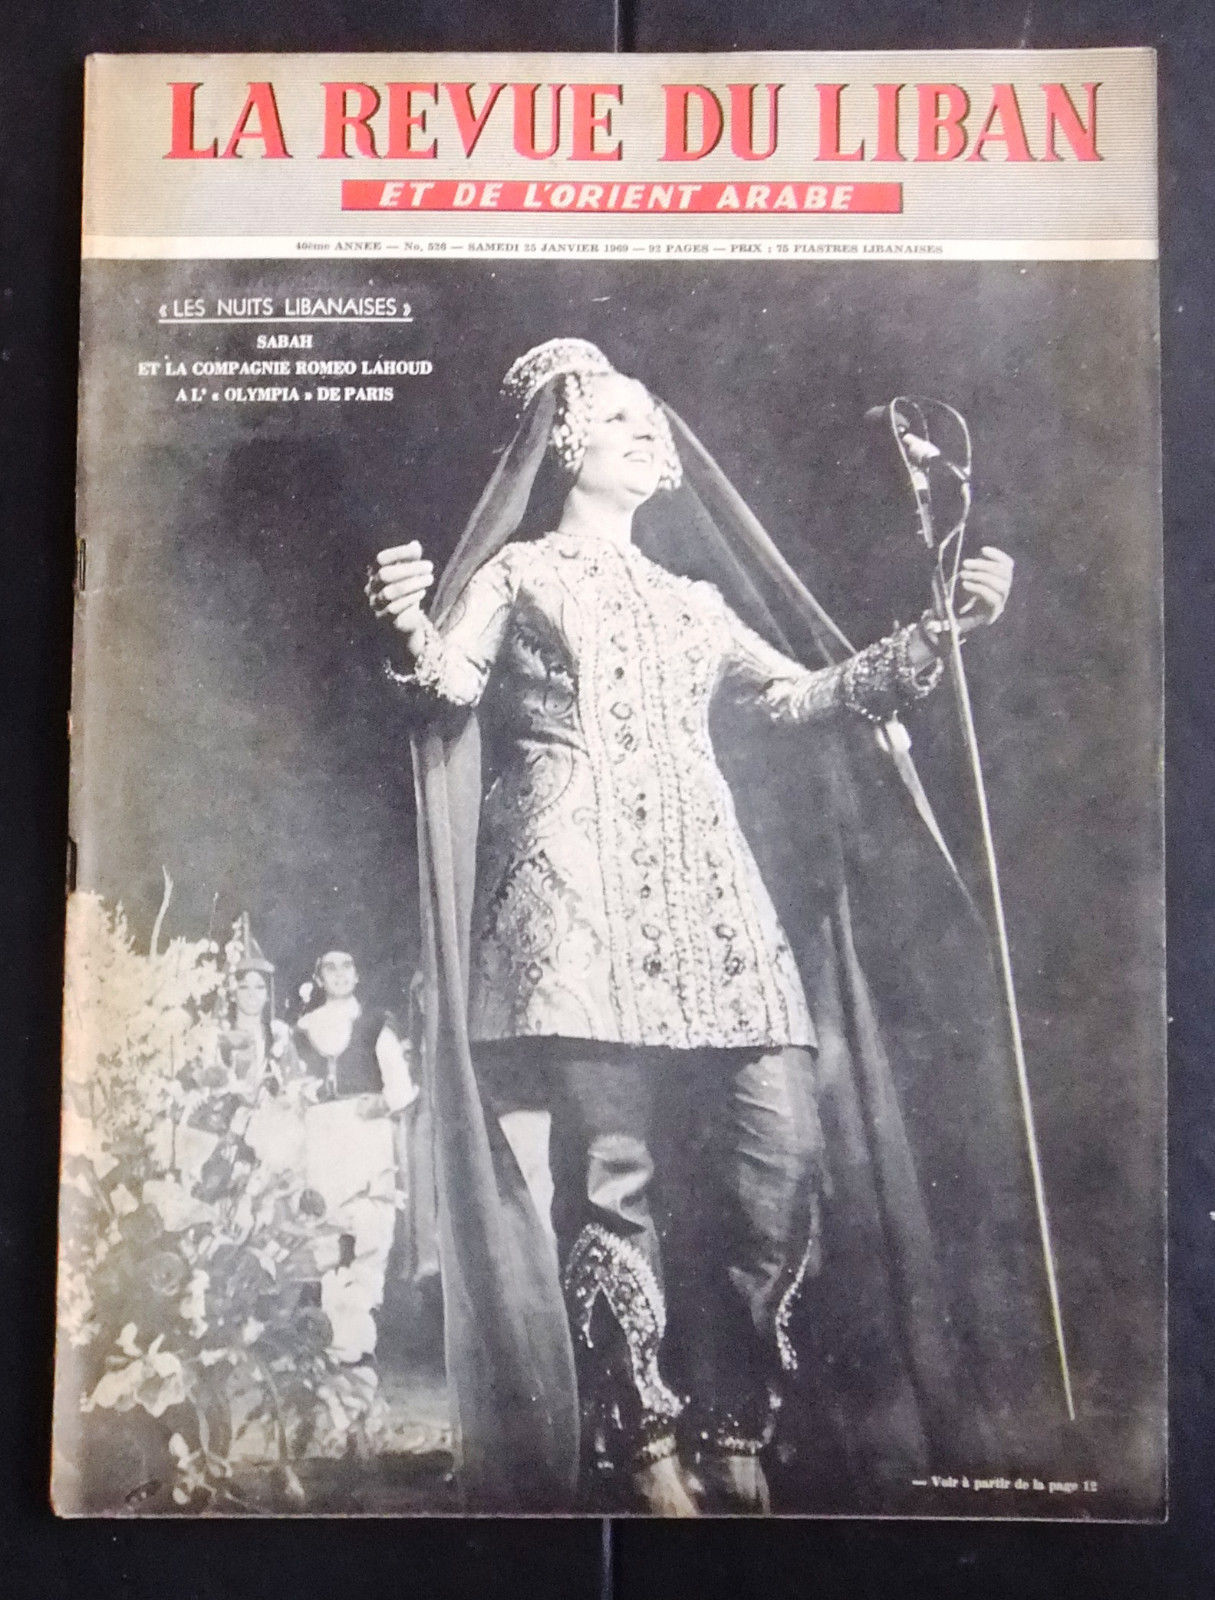 LA REVUE DU LIBAN
ET DE L'ORIENT ARABE
40ème ANNEE — No, 526 — SAMEDI 25 JANVIER 1969 — 92 PAGES — PRIX : 75 PIASTRES LIBANAISES
« LES NUITS LIBANAISES »
SABAH
ET LA COMPAGNIE ROMEO LAHOUD
A L' « OLYMPIA » DE PARIS
— Voir à partir de la page 12